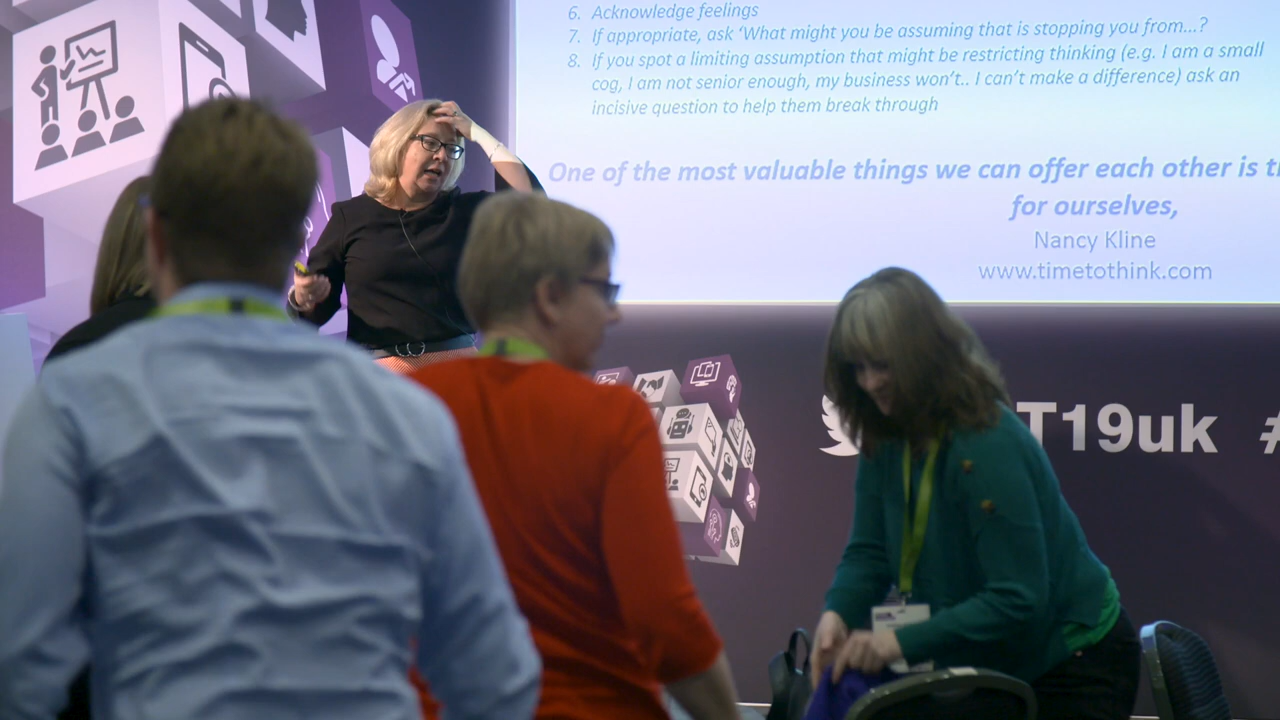 6. Acknowledge feelings
7. If appropriate, ask ‘What might you be assuming that is stopping you from…?
8. If you spot a limiting assumption that might be restricting thinking (e.g. I am a small
cog, I am not senior enough, my business won't.. I can't make a difference) ask an
incisive question to help them break through
One of the most valuable things we can offer each other is
for ourselves,
Nancy Kline
www.timetothink.com
T19uk #